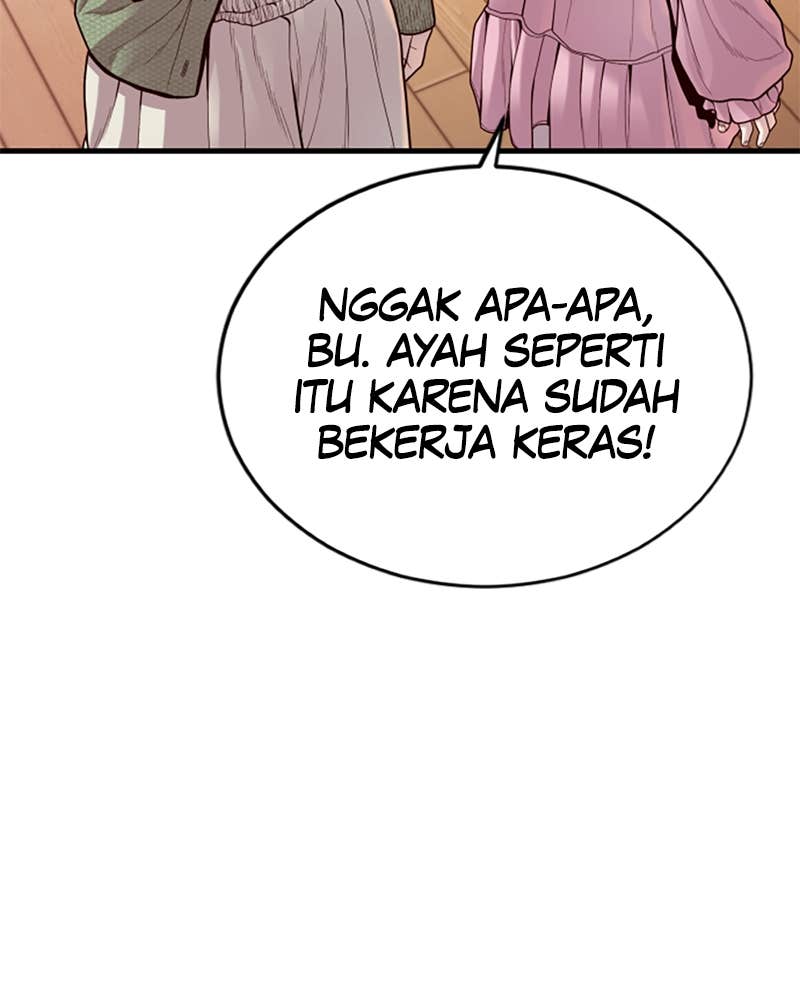 NGGAK APA-APA,
BU. AYAH SEPERTI
ITU KARENA SUDAH
BEKERJA KERAS!